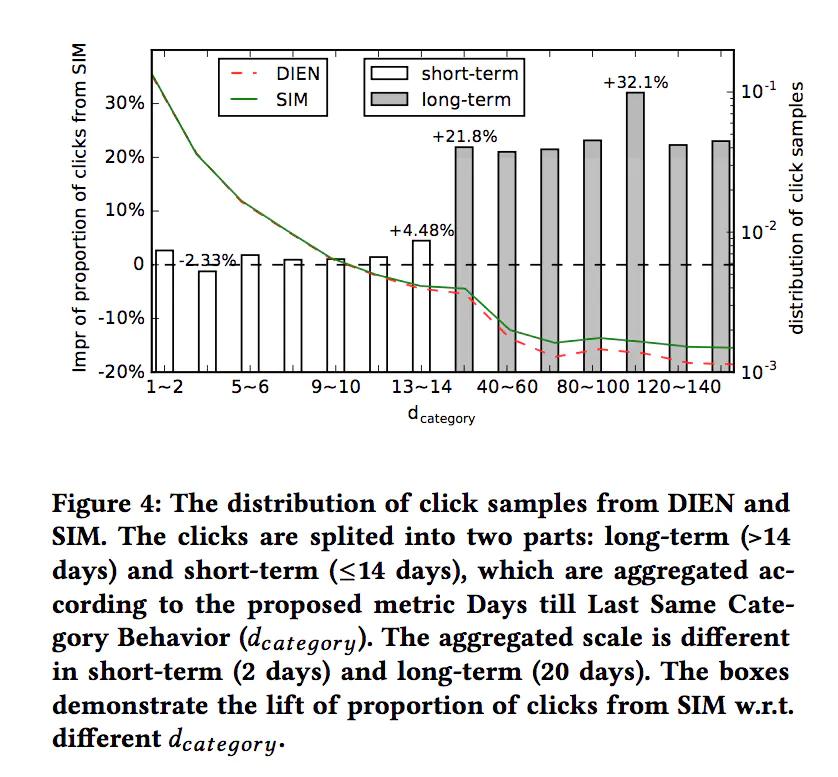 Impr of proportion of clicks from SIM
30%
20%
10%
0
-10%
-20%
DIEN
SIM
short-term
long-term
-2.33%
+4.48%
+21.8%
+32.1%
10-1
10-2
10-3
distribution of click samples
1~2 5~6 9~10 13~14 40~60 80~100 120~140
dcategory
Figure 4: The distribution of click samples from DIEN and
SIM. The clicks are splited into two parts: long-term (>14
days) and short-term (≤14 days), which are aggregated ac-
cording to the proposed metric Days till Last Same Cate-
gory Behavior (dcategory). The aggregated scale is different
in short-term (2 days) and long-term (20 days). The boxes
demonstrate the lift of proportion of clicks from SIM w.r.t.
different dcategory.